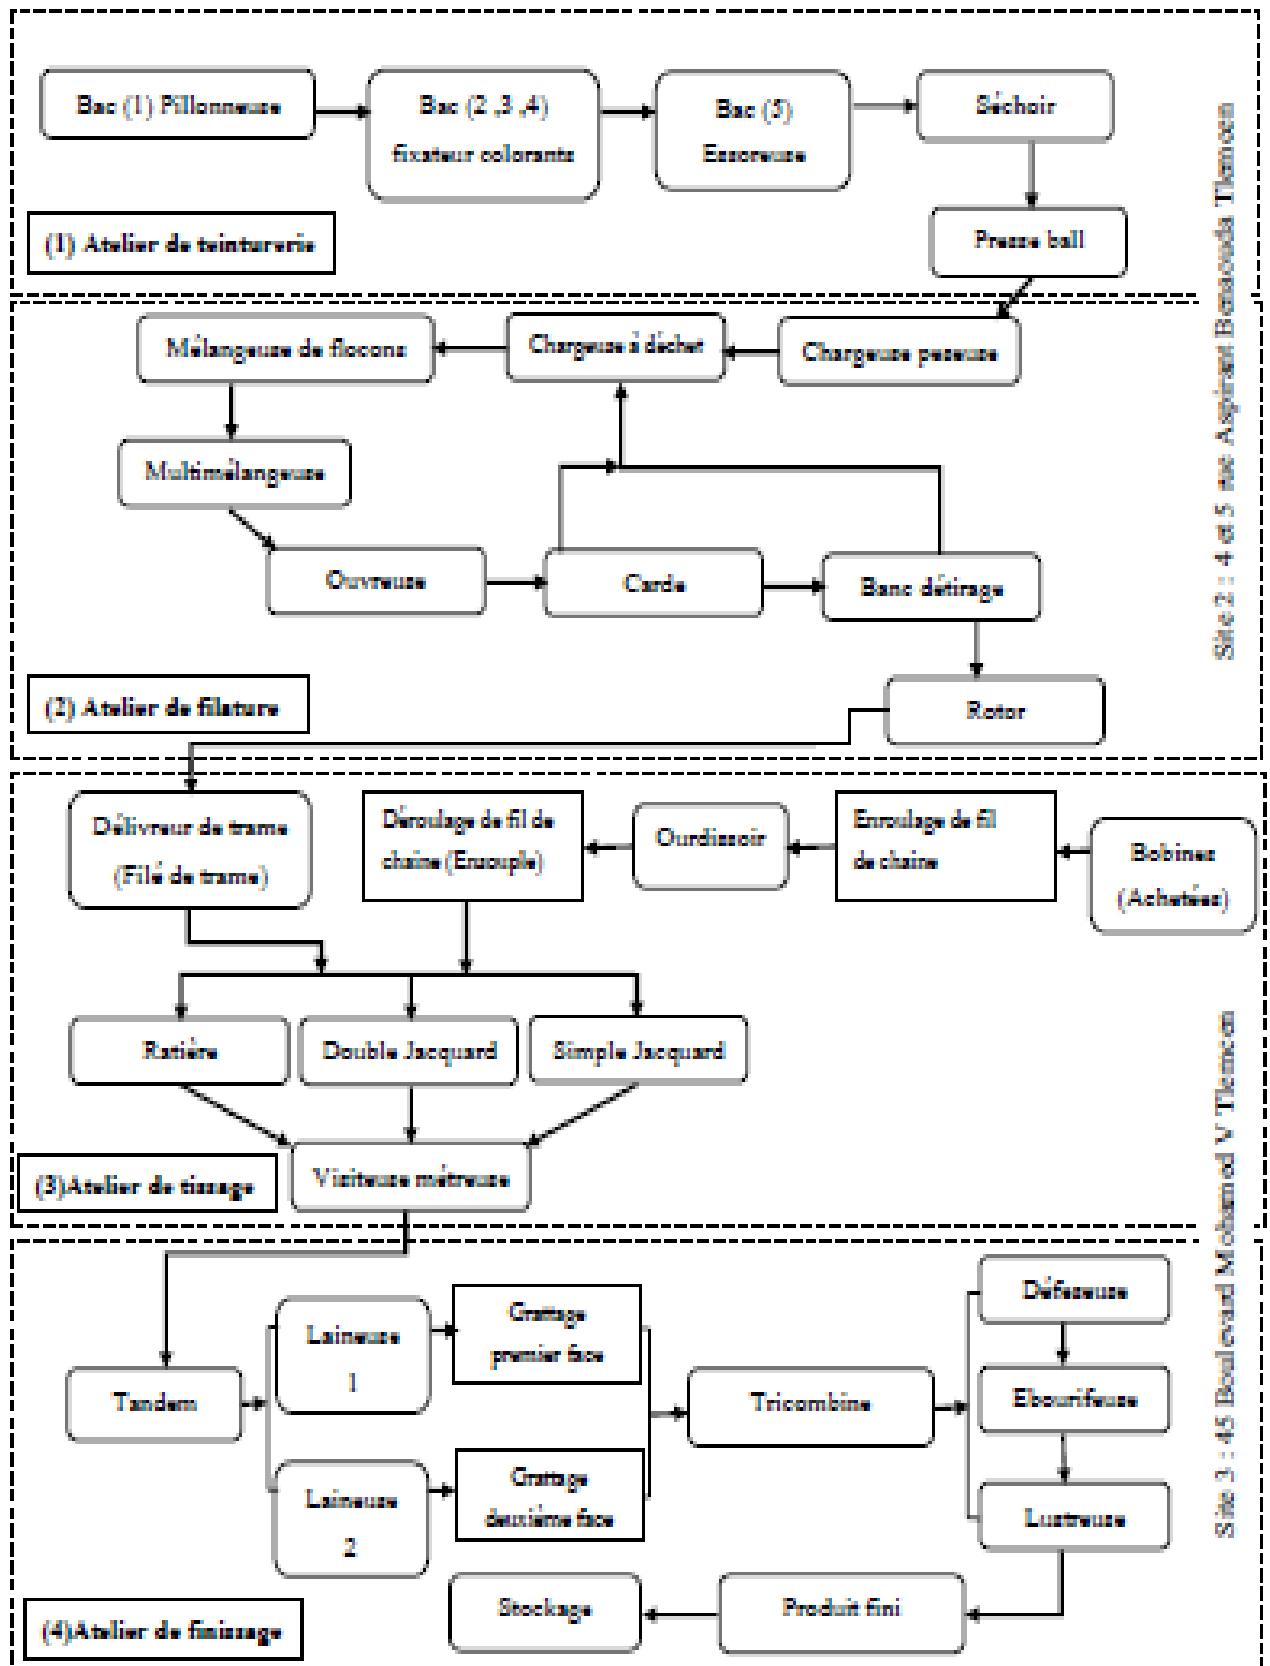 Bac (1) Pillonneuse
Bac (2 ,3 ,4)
fixateur colorants
Bac (5)
Essoreuse
Séchoir
Presse ball
(1) Atelier de teinturerie
Site 2 : 4 et 5 rue Aspirant Benaouda Tlemcen
Chargeuse peseuse
Chargeuse à déchet
Mélangeuse de flocons
Multimélangeuse
Ouvreuse
Carde
Banc détirage
Rotor
(2) Atelier de filature
Délivreur de trame
(Filé de trame)
Déroulage de fil de
chaine (Ensouple)
Ourdissoir
Enroulage de fil
de chaine
Bobines
(Achetées)
Ratière
Double Jacquard
Simple Jacquard
Visiteuse métreuse
(3)Atelier de tissage
Site 3 : 45 Boulevard Mohamed V Tlemcen
Tandem
Laineuse
1
Grattage
premier face
Laineuse
2
Grattage
deuxième face
Tricombine
Défeseuse
Ebourifeuse
Lustreuse
Produit fini
Stockage
(4)Atelier de finissage